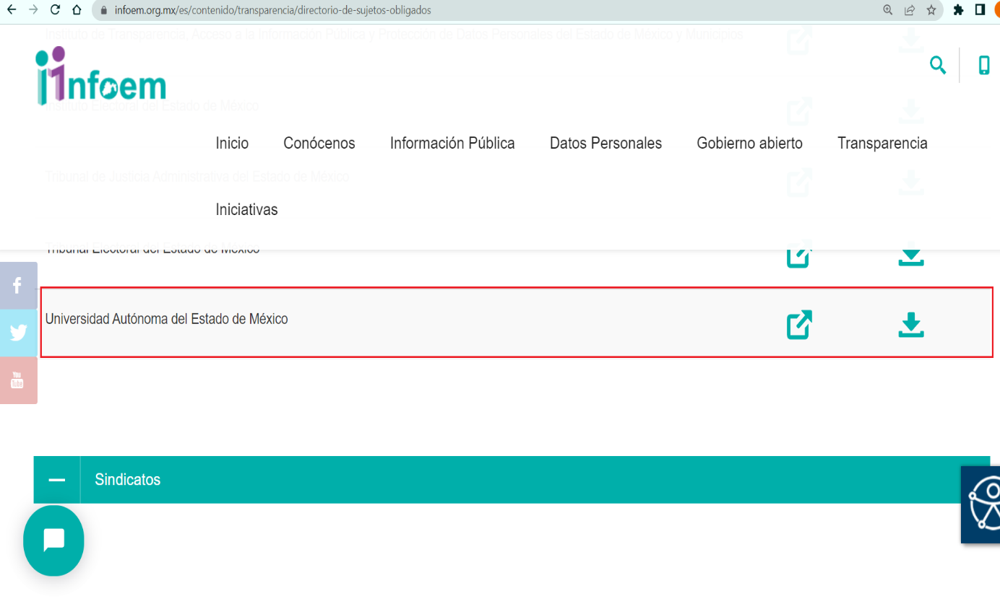 infoem.org.mx/es/contenido/transparencia/directorio-de-sujetos-obligados
Instituto de Transparencia, Acceso a la Información Pública y Protección de Datos Personales del Estado de México y Municipios
infoem
Instituto Electoral del Estado de México
Inicio Conócenos Información Pública Datos Personales Gobierno abierto Transparencia
Tribunal de Justicia Administrativa del Estado de México
Iniciativas
Tribunal Electoral del Estado de México
Universidad Autónoma del Estado de México
You
Tube
Sindicatos